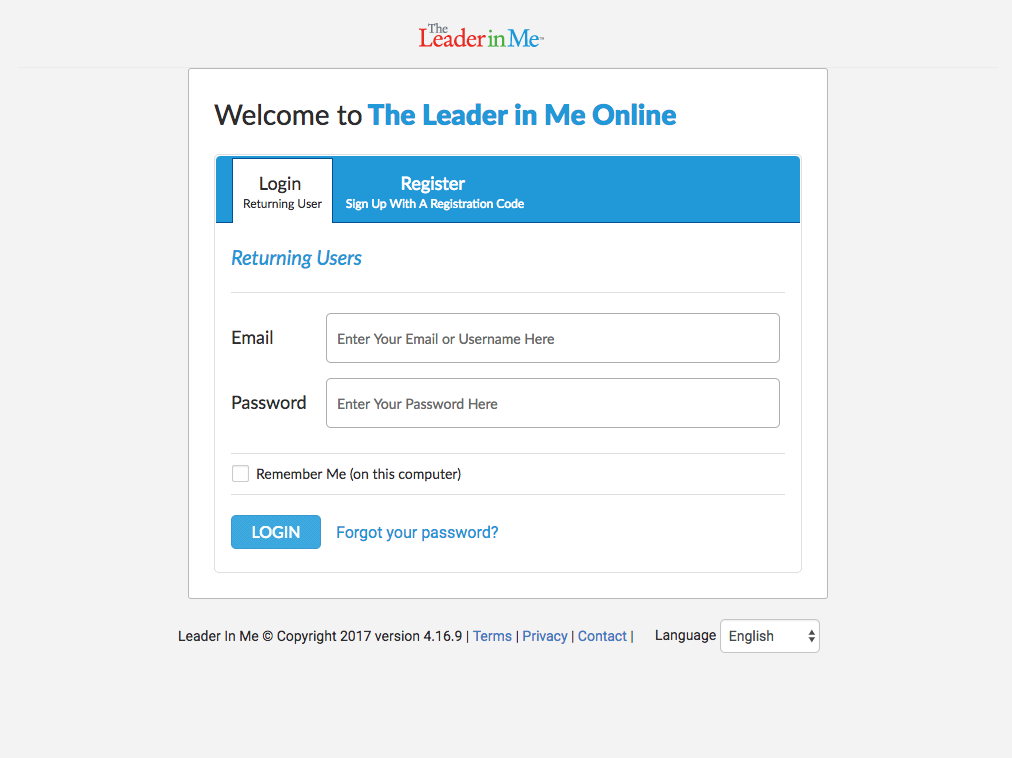 The
Leader in Me™
Welcome to The Leader in Me Online
Login
Returning User
Register
Sign Up With A Registration Code
Returning Users
Email
Enter Your Email or Username Here
Password
Enter Your Password Here
Remember Me (on this computer)
LOGIN
Forgot your password?
Leader In Me © Copyright 2017 version 4.16.9 | Terms | Privacy | Contact | Language English